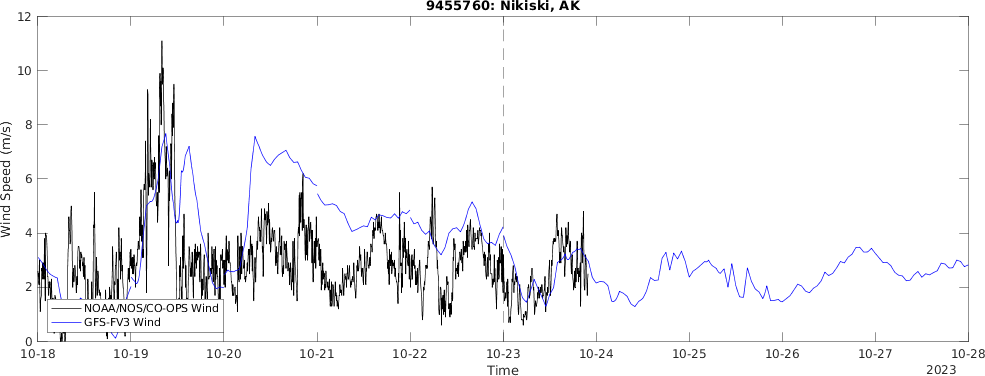 9455760: Nikiski, AK
Wind Speed (m/s)
12
10
8
6
4
2
0
NOAA/NOS/CO-OPS Wind
GFS-FV3 Wind
10-18 10-19 10-20 10-21 10-22 10-23 10-24 10-25 10-26 10-27 10-28
Time
2023